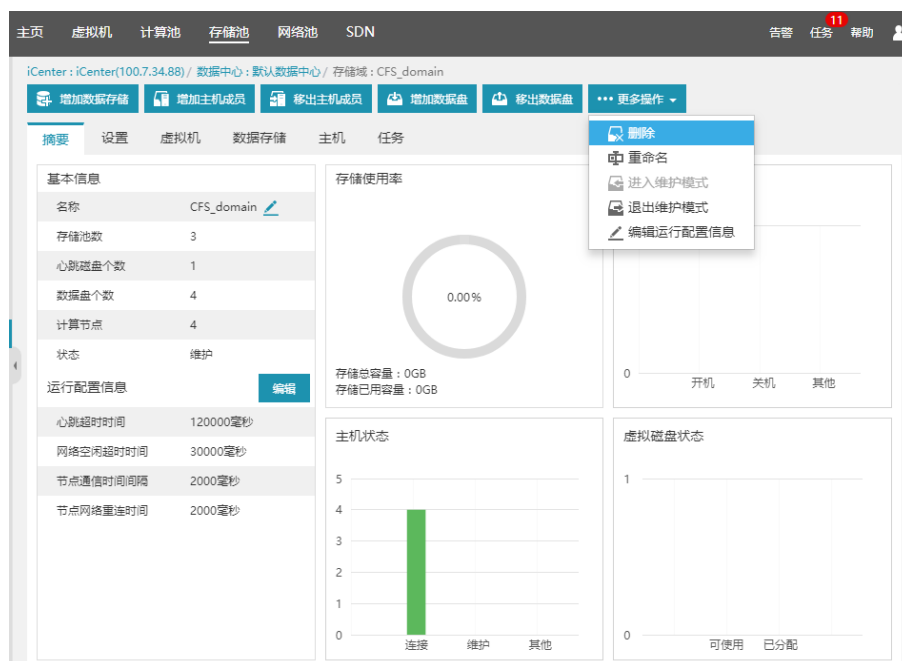 主页 虚拟机 计算池 存储池 网络池 SDN 告警 任务 11 帮助
iCenter : iCenter(100.7.34.88) / 数据中心 : 默认数据中心 / 存储域 : CFS_domain
增加数据存储 增加主机成员 移出主机成员 增加数据盘 移出数据盘 ••• 更多操作
摘要 设置 虚拟机 数据存储 主机 任务
删除
重命名
进入维护模式
退出维护模式
编辑运行配置信息
基本信息
名称 CFS_domain
存储池数 3
心跳磁盘个数 1
数据盘个数 4
计算节点 4
状态 维护
运行配置信息 编辑
心跳超时时间 120000毫秒
网络空闲超时时间 30000毫秒
节点通信时间间隔 2000毫秒
节点网络重连时间 2000毫秒
存储使用率
0.00%
存储总容量：0GB
存储已用容量：0GB
0
开机 关机 其他
主机状态
5
4
3
2
1
0
连接 维护 其他
虚拟磁盘状态
1
0
可使用 已分配